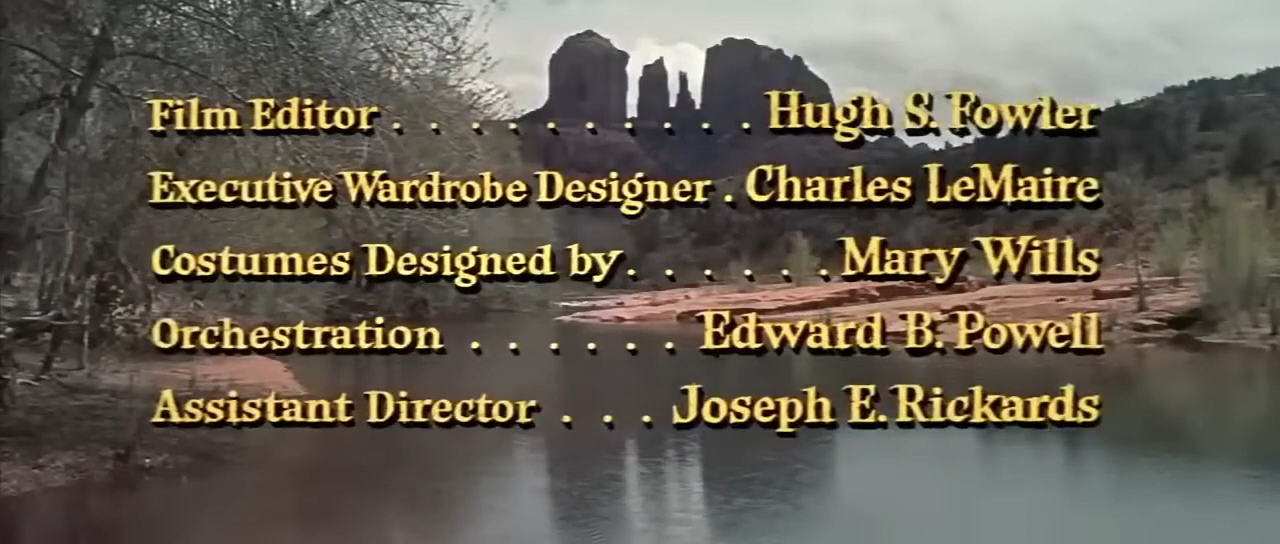 Film Editor . . . . . . . . . . . Hugh S. Fowler
Executive Wardrobe Designer . Charles LeMaire
Costumes Designed by . . . . . . Mary Wills
Orchestration . . . . . . Edward B. Powell
Assistant Director . . . Joseph E. Rickards